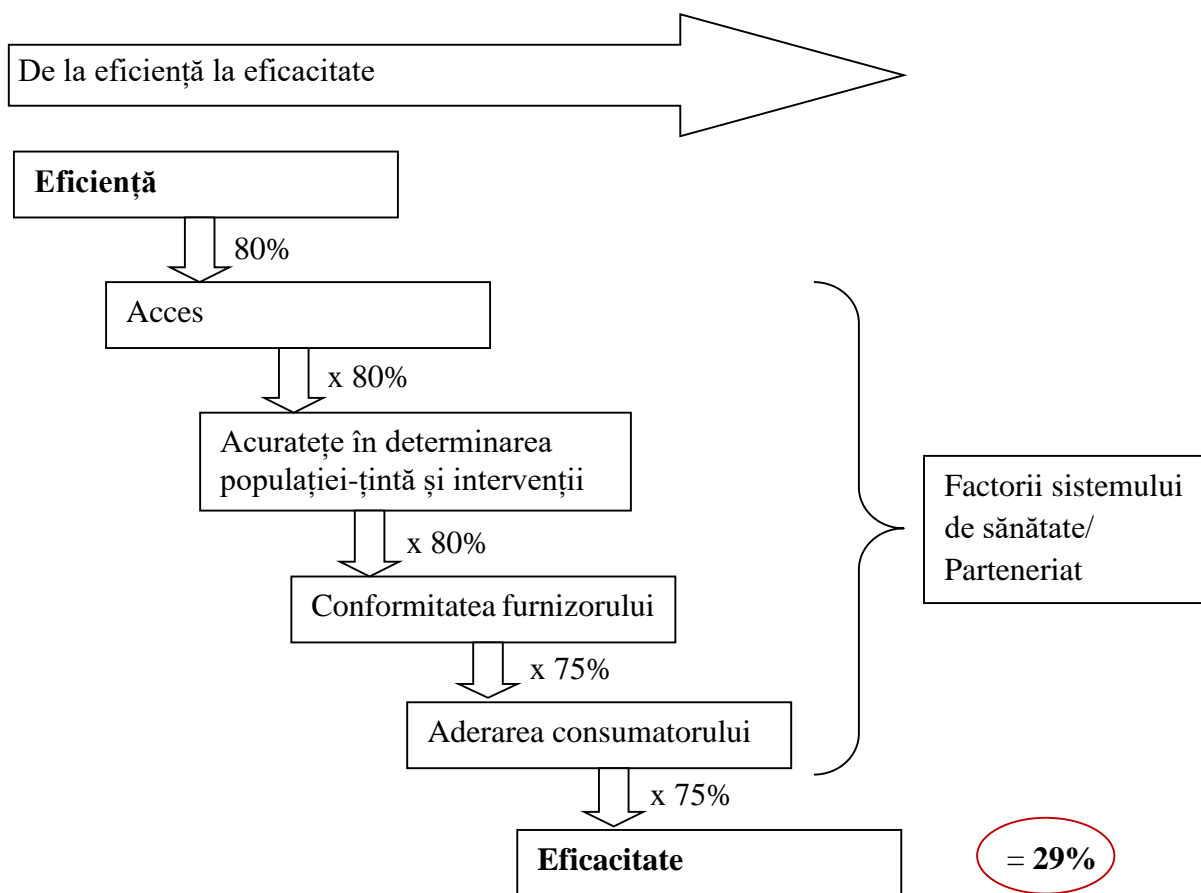 De la eficiență la eficacitate
Eficiență
80%
Acces
x 80%
Acuratețe în determinarea
populației-țintă și intervenții
x 80%
Conformitatea furnizorului
x 75%
Aderarea consumatorului
x 75%
Eficacitate
= 29%
Factorii sistemului
de sănătate/
Parteneriat